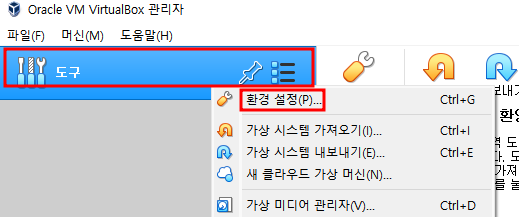 Oracle VM VirtualBox 관리자
파일(F) 머신(M) 도움말(H)
도구
환경 설정(P)... Ctrl+G
가상 시스템 가져오기(I)... Ctrl+I
가상 시스템 내보내기(E)... Ctrl+E
새 클라우드 가상 머신(N)...
가상 미디어 관리자(V)... Ctrl+D